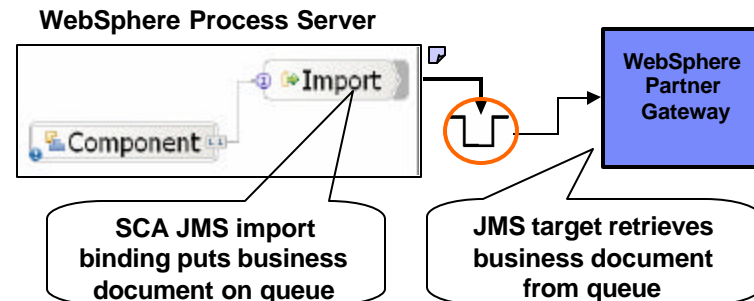 WebSphere Process Server
Import
Component
WebSphere
Partner
Gateway
SCA JMS import
binding puts business
document on queue
JMS target retrieves
business document
from queue